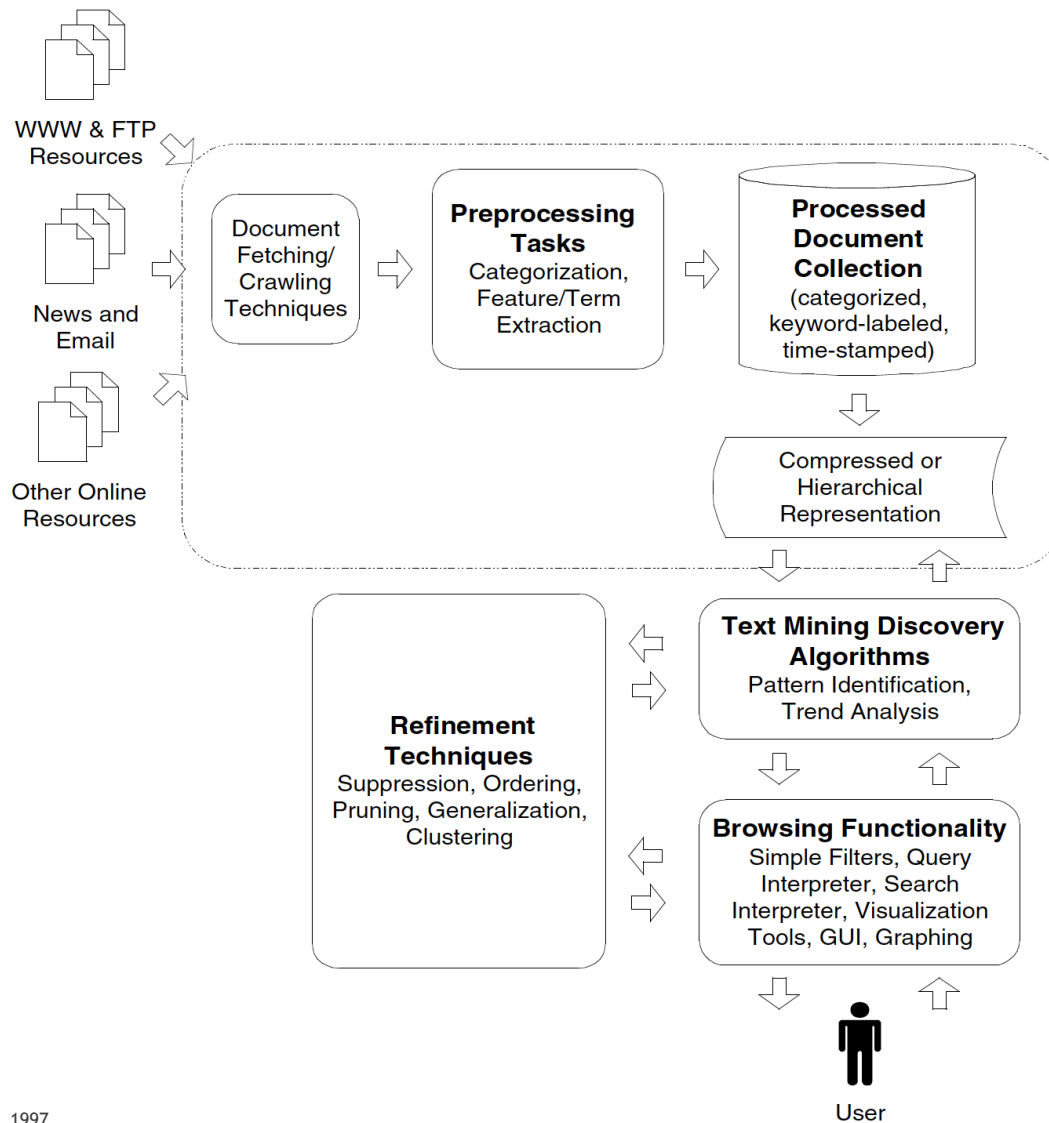 WWW & FTP
Resources
News and
Email
Other Online
Resources
Document
Fetching/
Crawling
Techniques
Preprocessing
Tasks
Categorization,
Feature/Term
Extraction
Processed
Document
Collection
(categorized,
keyword-labeled,
time-stamped)
Compressed or
Hierarchical
Representation
Text Mining Discovery
Algorithms
Pattern Identification,
Trend Analysis
Refinement
Techniques
Suppression, Ordering,
Pruning, Generalization,
Clustering
Browsing Functionality
Simple Filters, Query
Interpreter, Search
Interpreter, Visualization
Tools, GUI, Graphing
User
1997